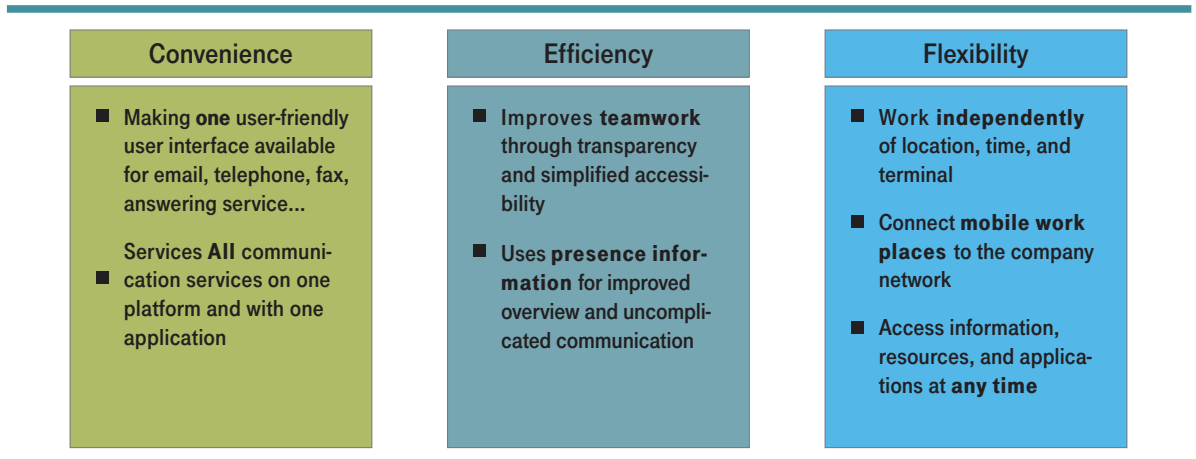 Convenience
Making one user-friendly
user interface available
for email, telephone, fax,
answering service...
Services All communi-
cation services on one
platform and with one
application
Efficiency
Improves teamwork
through transparency
and simplified accessi-
bility
Uses presence infor-
mation for improved
overview and uncompli-
cated communication
Flexibility
Work independently
of location, time, and
terminal
Connect mobile work
places to the company
network
Access information,
resources, and applica-
tions at any time